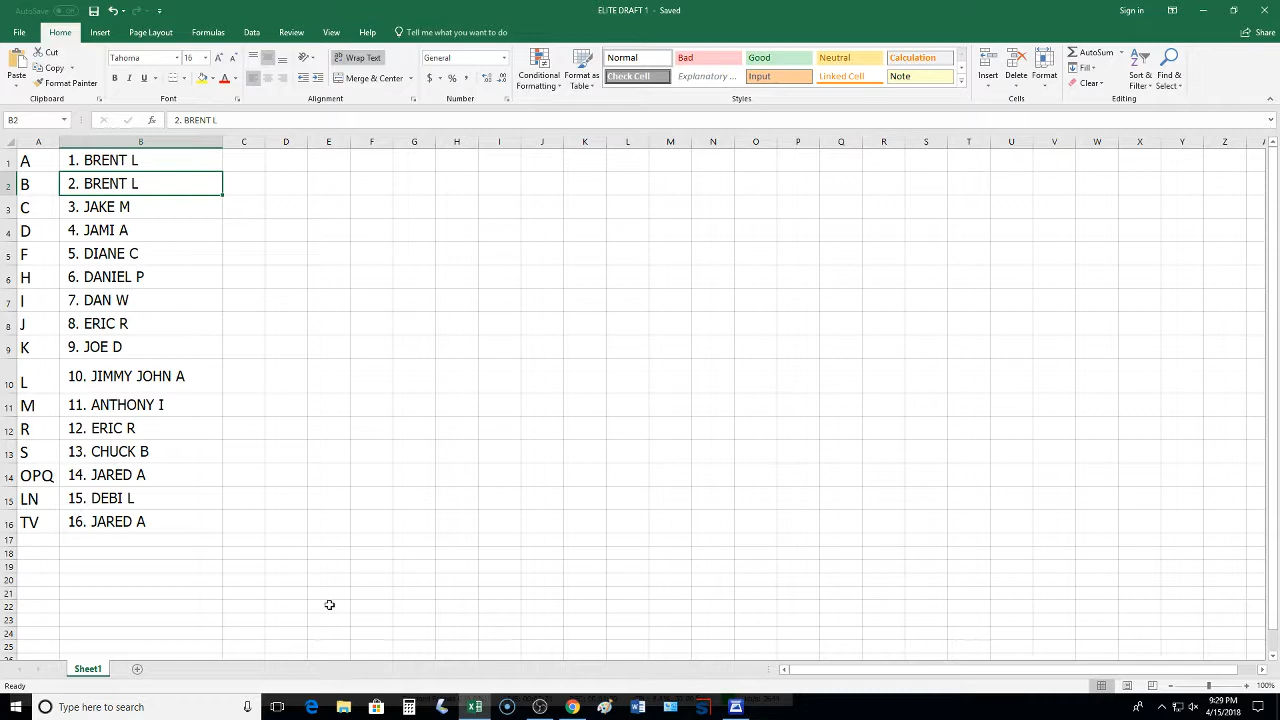 AutoSave
ELITE DRAFT 1 - Saved
Sign in
File Home Insert Page Layout Formulas Data Review View Help Tell me what you want to do Share
Cut
Copy
Format Painter
Paste
Clipboard
Tahoma 16
B I U
Font
Wrap Text
Merge & Center
Alignment
General
$ % ,
Number
Conditional Formatting
Format as Table
Normal Bad Good Neutral Calculation
Check Cell Explanatory ... Input Linked Cell Note
Styles
Insert Delete Format
Cells
AutoSum
Fill
Clear
Sort & Filter
Find & Select
Editing
B2 fx 2. BRENT L
A B C D E F G H I J K L M N O P Q R S T U V W X Y Z
1 A 1. BRENT L
2 B 2. BRENT L
3 C 3. JAKE M
4 D 4. JAMI A
5 F 5. DIANE C
6 H 6. DANIEL P
7 I 7. DAN W
8 J 8. ERIC R
9 K 9. JOE D
10 L 10. JIMMY JOHN A
11 M 11. ANTHONY I
12 R 12. ERIC R
13 S 13. CHUCK B
14 OPQ 14. JARED A
15 LN 15. DEBI L
16 TV 16. JARED A
17
18
19
20
21
22
23
24
25
Sheet1
Ready
100%
Type here to search
9:29 PM
4/15/2018